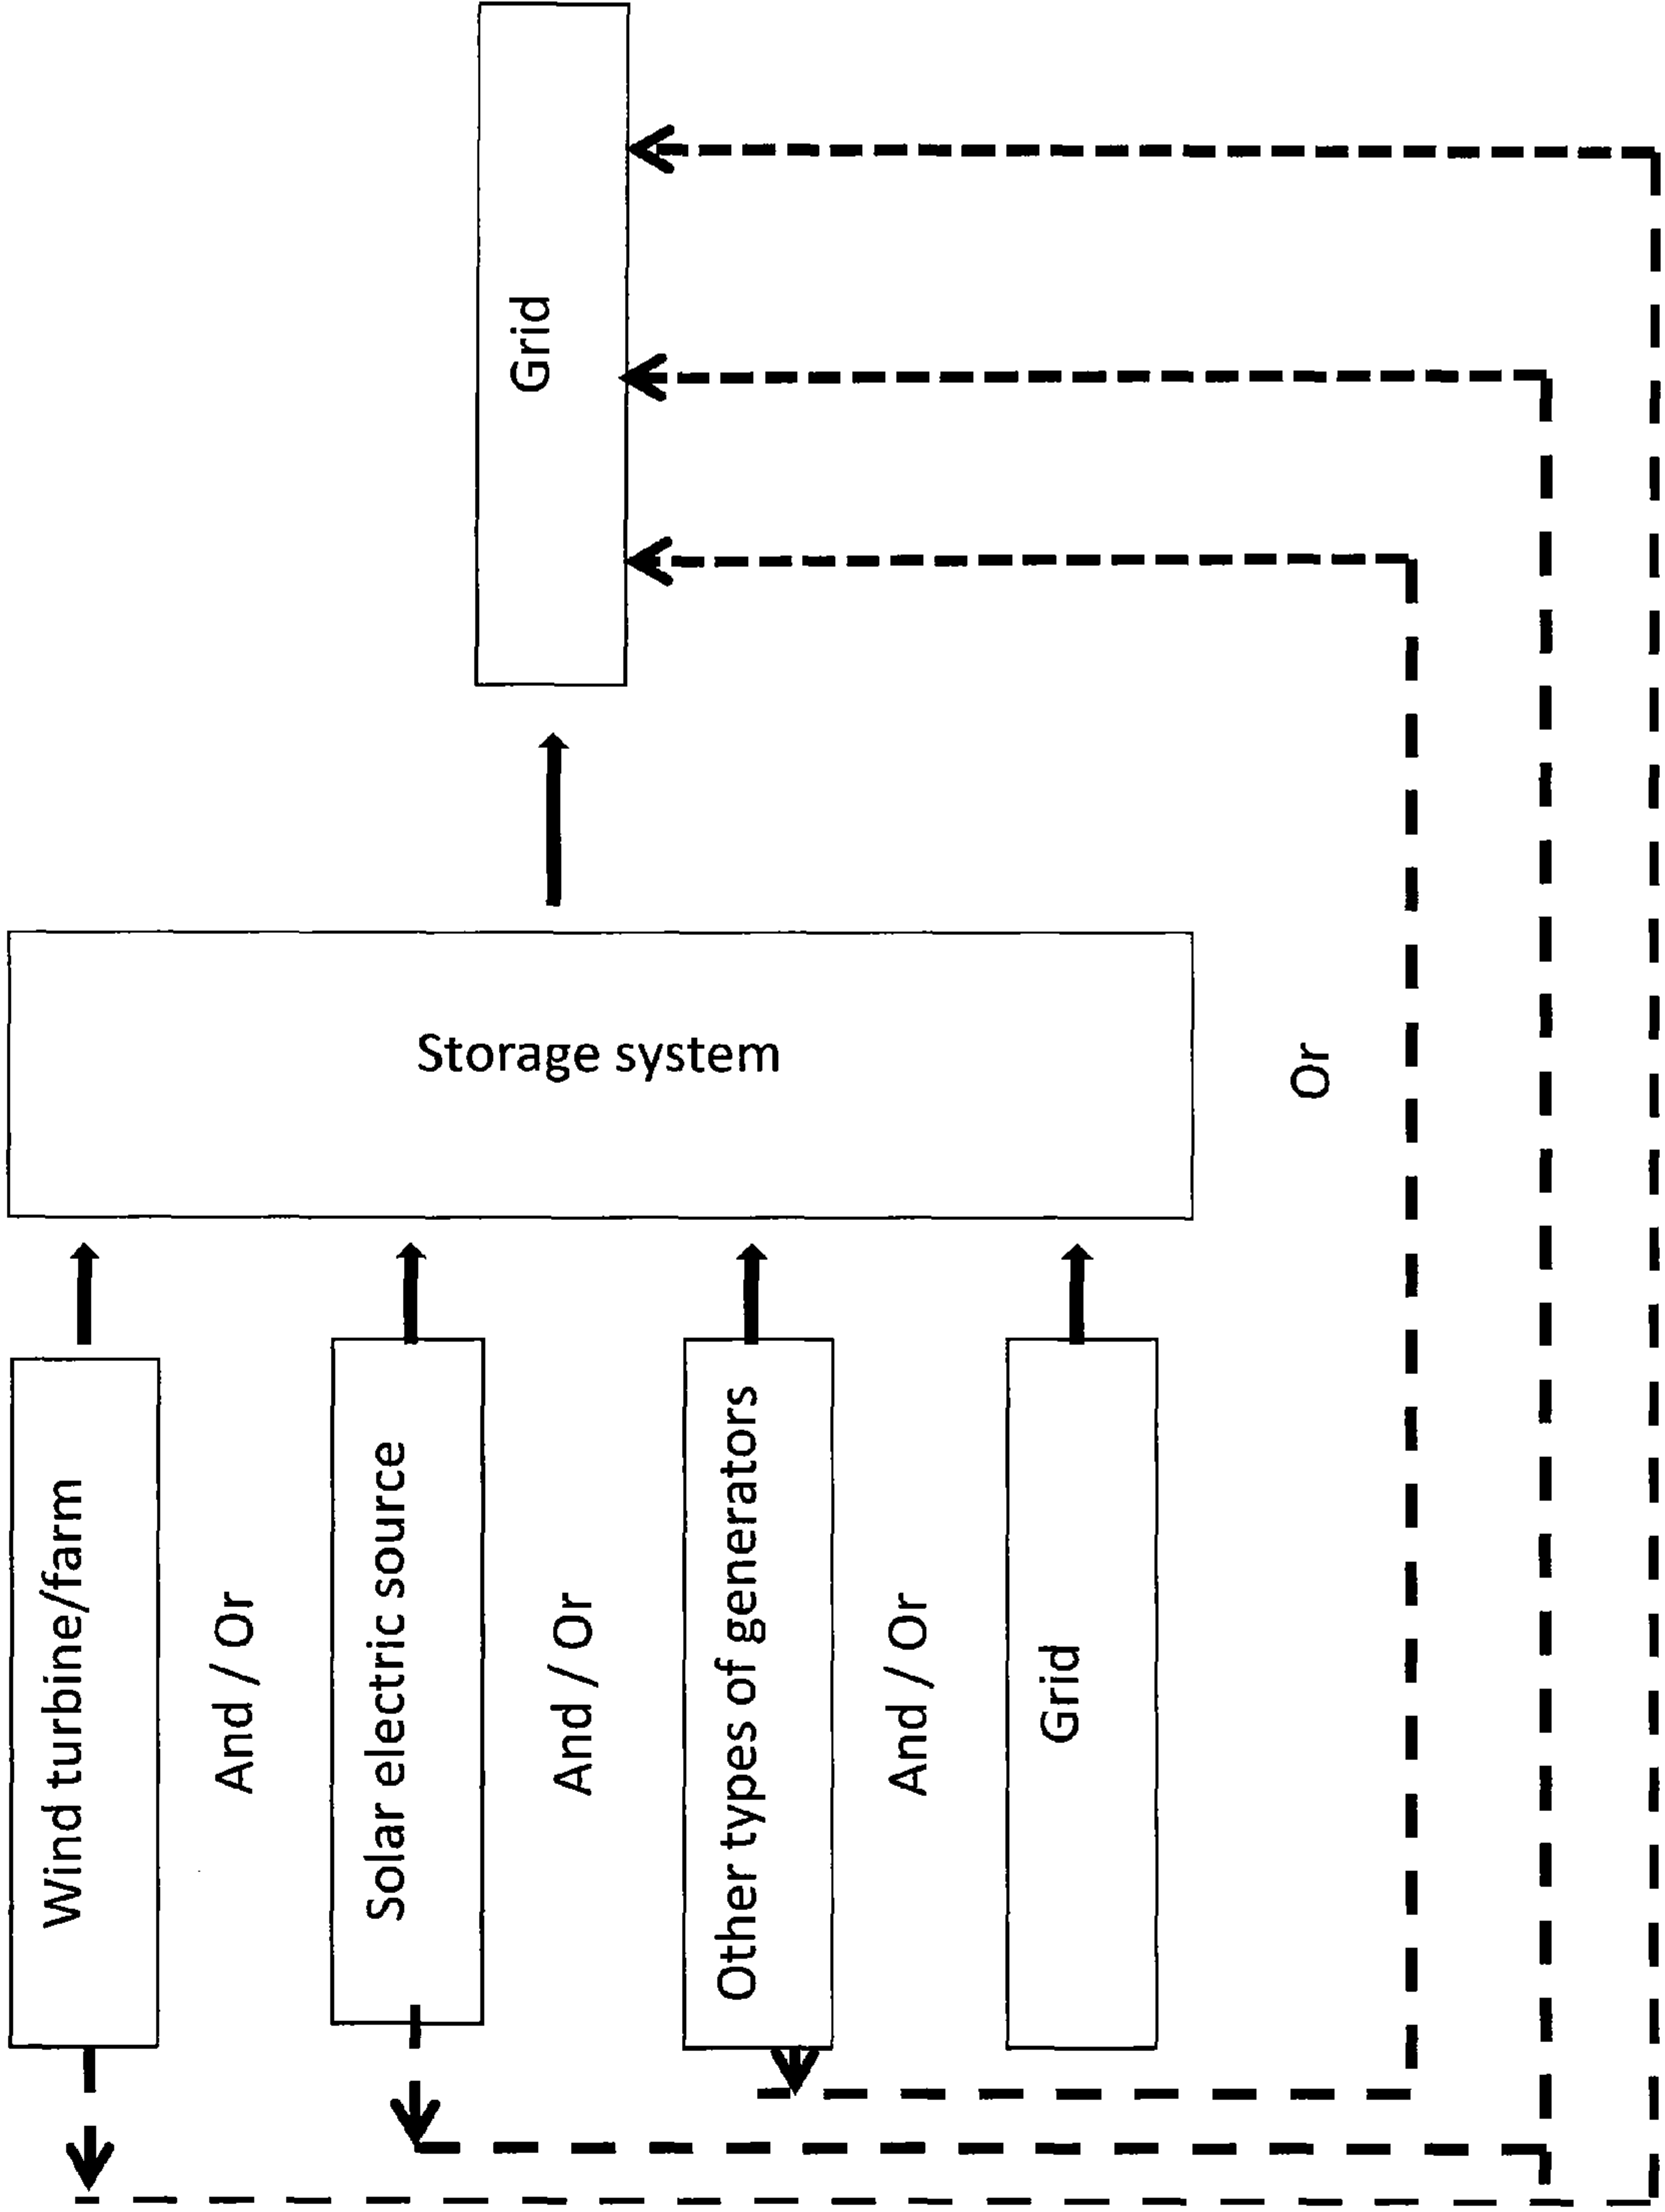 Wind turbine/farm
And / Or
Solar electric source
And / Or
Other types of generators
And / Or
Grid
Storage system
Or
Grid